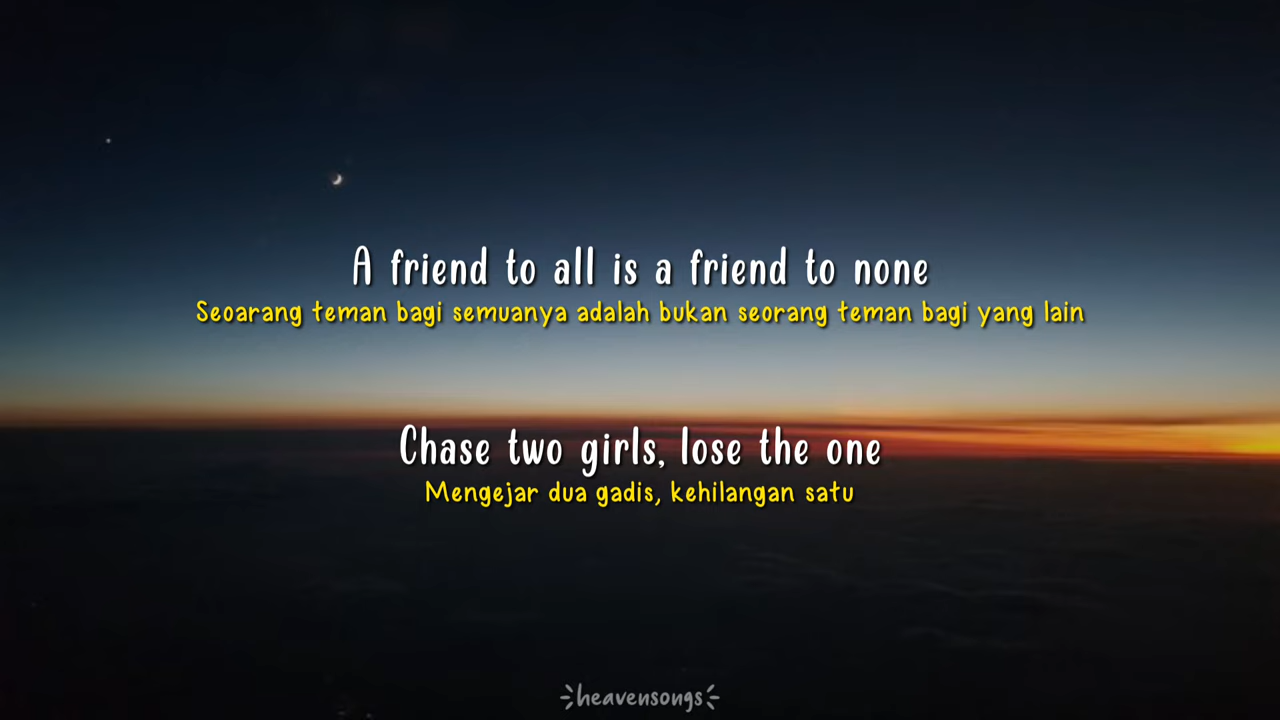 A friend to all is a friend to none
Seoarang teman bagi semuanya adalah bukan seorang teman bagi yang lain
Chase two girls, lose the one
Mengejar dua gadis, kehilangan satu
heavensongs